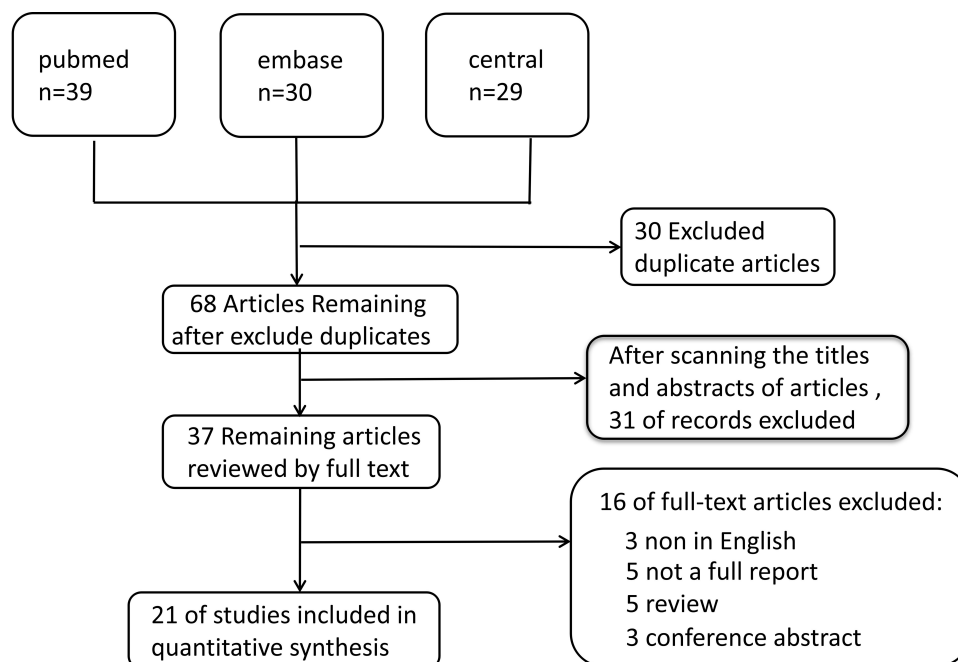 pubmed
n=39
embase
n=30
central
n=29
30 Excluded
duplicate articles
68 Articles Remaining
after exclude duplicates
After scanning the titles
and abstracts of articles ,
31 of records excluded
37 Remaining articles
reviewed by full text
16 of full-text articles excluded:
3 non in English
5 not a full report
5 review
3 conference abstract
21 of studies included in
quantitative synthesis